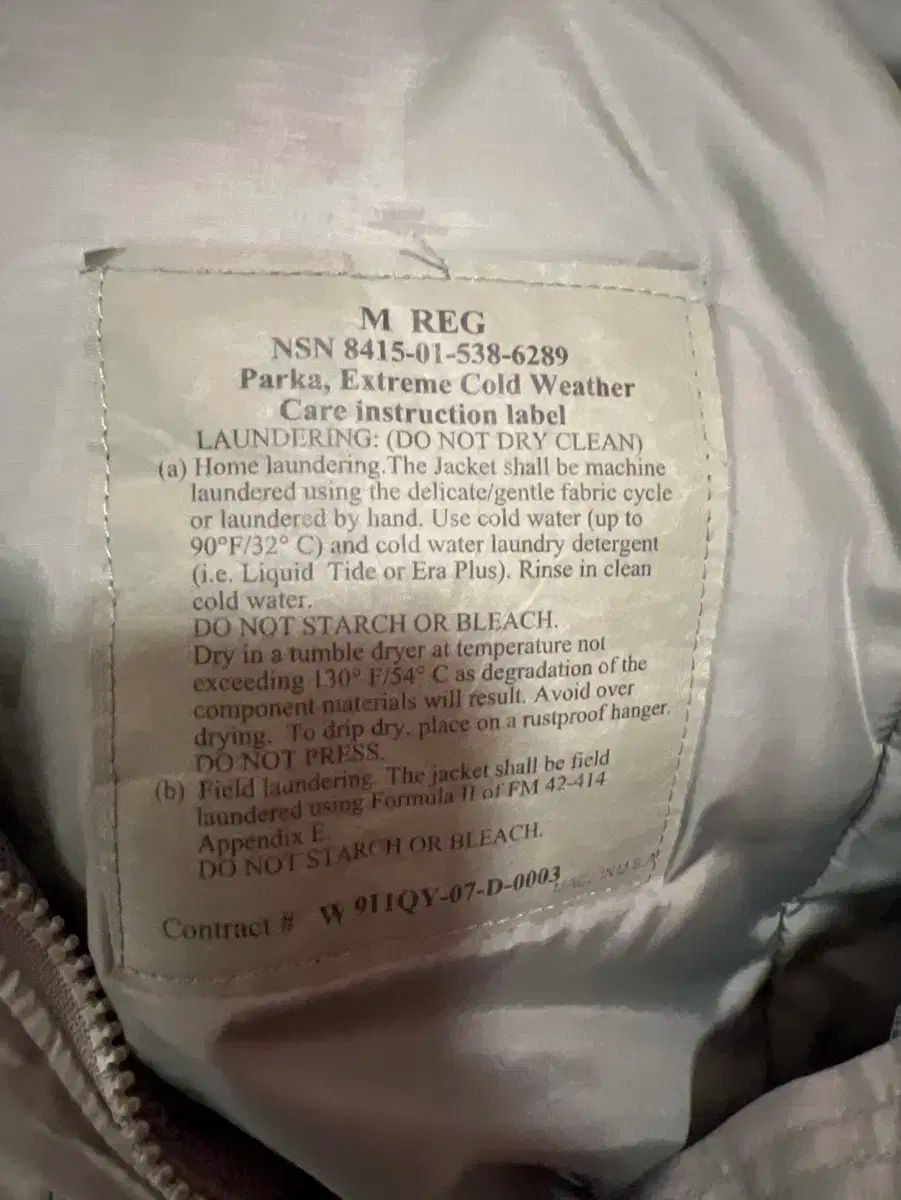 M REG
NSN 8415-01-538-6289
Parka, Extreme Cold Weather
Care instruction label
LAUNDERING: (DO NOT DRY CLEAN)
(a) Home laundering. The Jacket shall be machine
laundered using the delicate/gentle fabric cycle
or laundered by hand. Use cold water (up to
90°F/32° C) and cold water laundry detergent
(i.e. Liquid Tide or Era Plus). Rinse in clean
cold water.
DO NOT STARCH OR BLEACH.
Dry in a tumble dryer at temperature not
exceeding 130° F/54° C as degradation of the
component materials will result. Avoid over
drying. To drip dry, place on a rustproof hanger.
DO NOT PRESS.
(b) Field laundering. The jacket shall be field
laundered using Formula II of FM 42-414
Appendix E.
DO NOT STARCH OR BLEACH.
Contract # W 911QY-07-D-0003
MADE IN U.S.A.